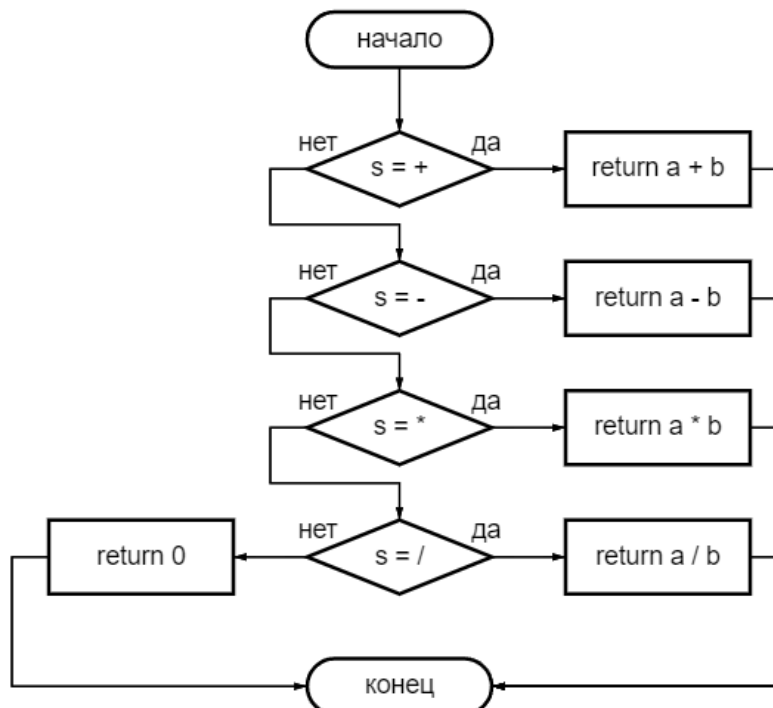 начало
нет
да
s = +
return a + b
нет
да
s = -
return a - b
нет
да
s = *
return a * b
нет
да
return 0
s = /
return a / b
конец